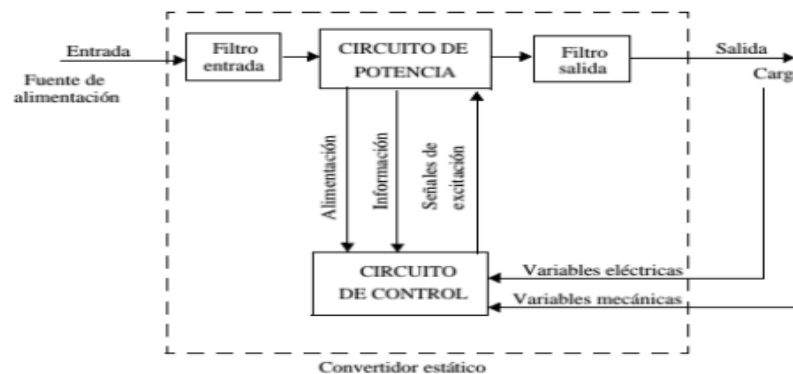 Entrada
Fuente de
alimentación
Filtro
entrada
CIRCUITO DE
POTENCIA
Filtro
salida
Salida
Carg
Alimentación
Información
Señales de
excitación
CIRCUITO
DE CONTROL
Variables eléctricas
Variables mecánicas
Convertidor estático